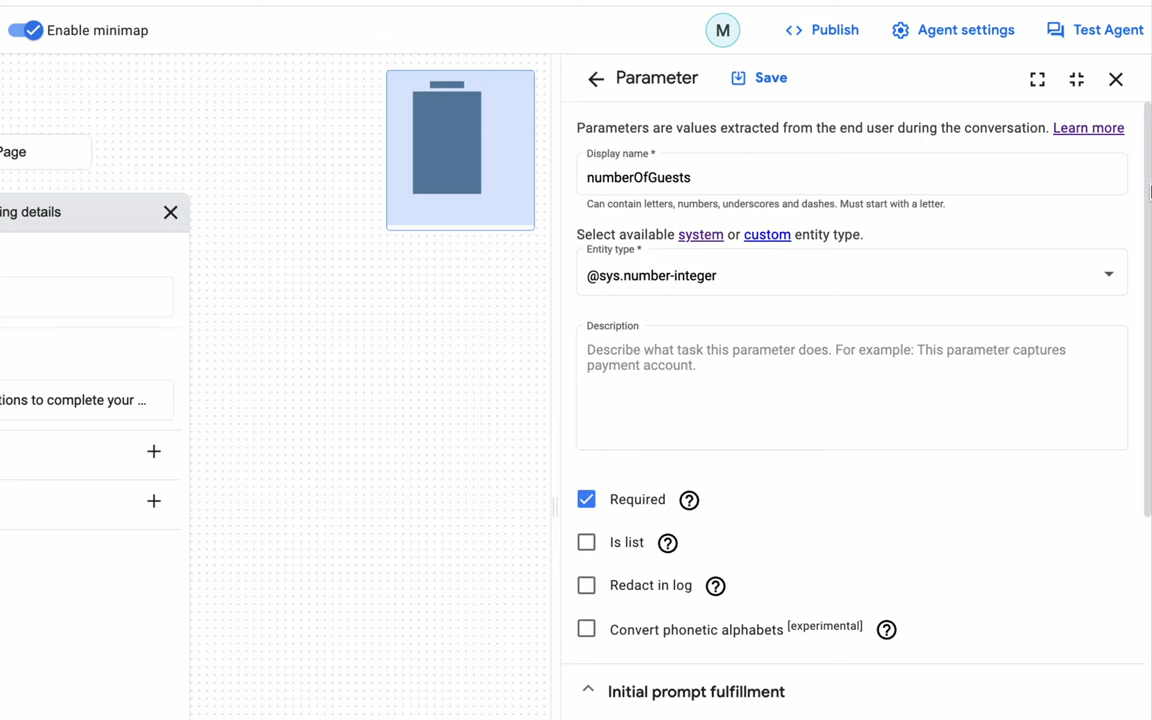 Enable minimap
M
Publish
Agent settings
Test Agent
Page
ing details
tions to complete your ...
Parameter
Save
Parameters are values extracted from the end user during the conversation. Learn more
Display name *
numberOfGuests
Can contain letters, numbers, underscores and dashes. Must start with a letter.
Select available system or custom entity type.
Entity type *
@sys.number-integer
Description
Describe what task this parameter does. For example: This parameter captures
payment account.
Required
Is list
Redact in log
Convert phonetic alphabets [experimental]
Initial prompt fulfillment